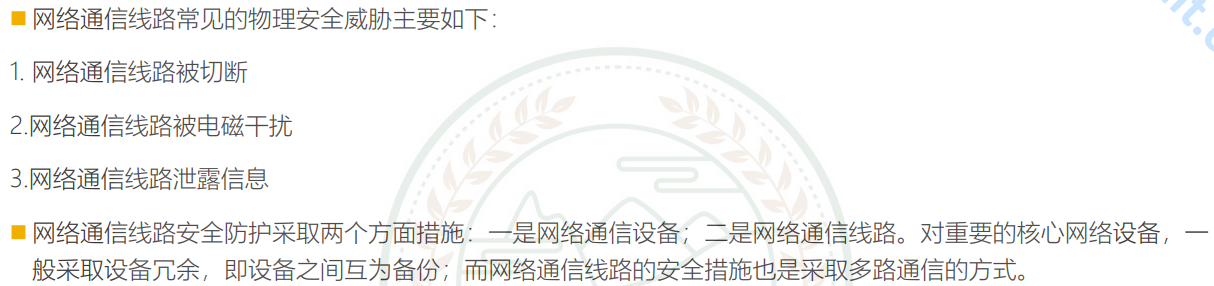 网络通信线路常见的物理安全威胁主要如下：
1. 网络通信线路被切断
2.网络通信线路被电磁干扰
3.网络通信线路泄露信息
网络通信线路安全防护采取两个方面措施：一是网络通信设备；二是网络通信线路。对重要的核心网络设备，一
般采取设备冗余，即设备之间互为备份；而网络通信线路的安全措施也是采取多路通信的方式。